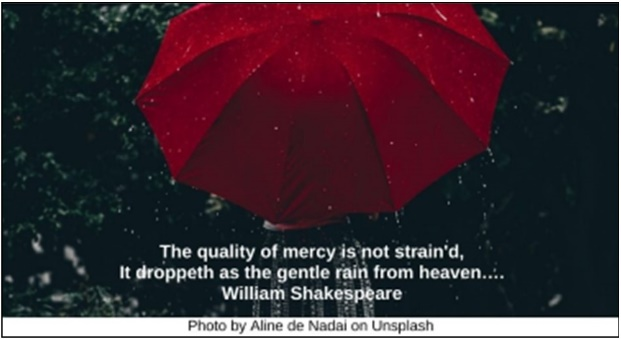 The quality of mercy is not strain'd,
It droppeth as the gentle rain from heaven....
William Shakespeare
Photo by Aline de Nadai on Unsplash